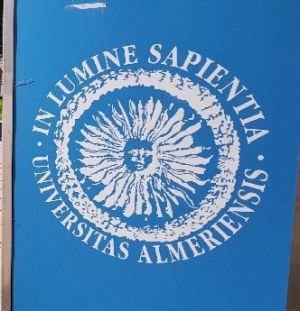 · IN LUMINE SAPIENTIA ·
UNIVERSITAS ALMERIENSIS